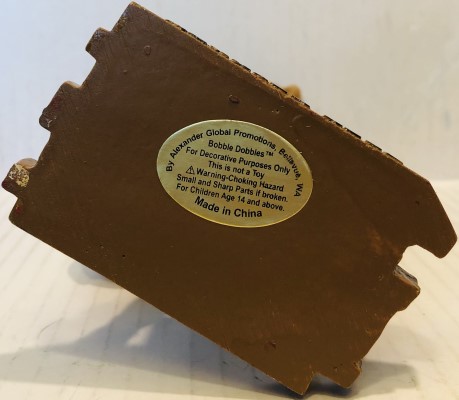 By Alexander Global Promotions, Bellevue, WA
Bobble Dobbles™
For Decorative Purposes Only
This is not a Toy
⚠Warning-Choking Hazard
Small and Sharp Parts if broken.
For Children Age 14 and above.
Made in China